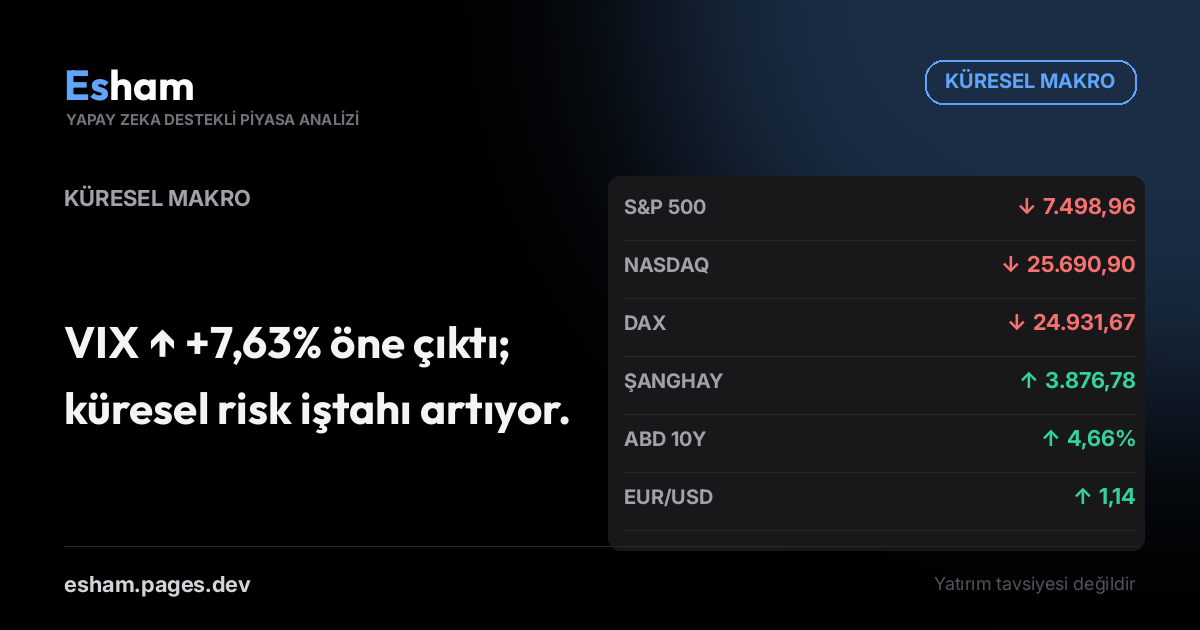 Esham
YAPAY ZEKA DESTEKLİ PİYASA ANALİZİ
KÜRESEL MAKRO
KÜRESEL MAKRO
VIX ↑ +7,63% öne çıktı;
küresel risk iştahı artıyor.
S&P 500 ↓ 7.498,96
NASDAQ ↓ 25.690,90
DAX ↓ 24.931,67
ŞANGHAY ↑ 3.876,78
ABD 10Y ↑ 4,66%
EUR/USD ↑ 1,14
esham.pages.dev
Yatırım tavsiyesi değildir